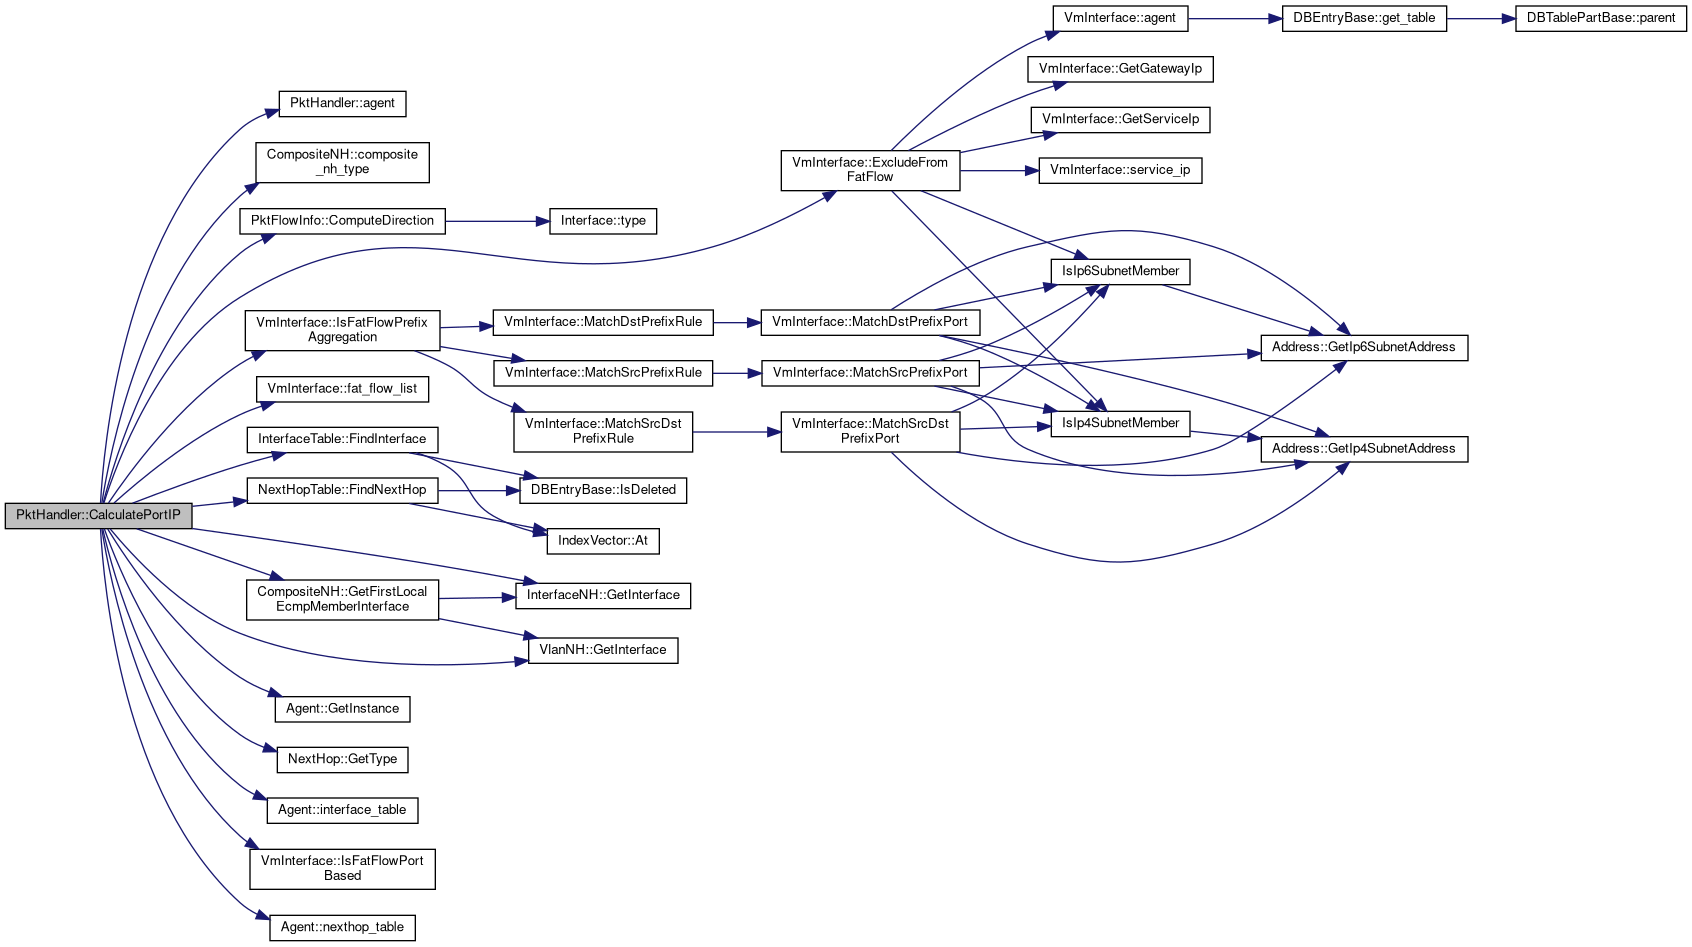 VmInterface::agent
DBEntryBase::get_table
DBTablePartBase::parent
VmInterface::GetGatewayIp
PktHandler::agent
VmInterface::GetServiceIp
CompositeNH::composite
_nh_type
VmInterface::ExcludeFrom
FatFlow
VmInterface::service_ip
PktFlowInfo::ComputeDirection
Interface::type
IsIp6SubnetMember
VmInterface::IsFatFlowPrefix
Aggregation
VmInterface::MatchDstPrefixRule
VmInterface::MatchDstPrefixPort
Address::GetIp6SubnetAddress
VmInterface::MatchSrcPrefixRule
VmInterface::MatchSrcPrefixPort
VmInterface::fat_flow_list
VmInterface::MatchSrcDst
PrefixRule
VmInterface::MatchSrcDst
PrefixPort
IsIp4SubnetMember
InterfaceTable::FindInterface
Address::GetIp4SubnetAddress
NextHopTable::FindNextHop
DBEntryBase::IsDeleted
PktHandler::CalculatePortIP
IndexVector::At
CompositeNH::GetFirstLocal
EcmpMemberInterface
InterfaceNH::GetInterface
VlanNH::GetInterface
Agent::GetInstance
NextHop::GetType
Agent::interface_table
VmInterface::IsFatFlowPort
Based
Agent::nexthop_table